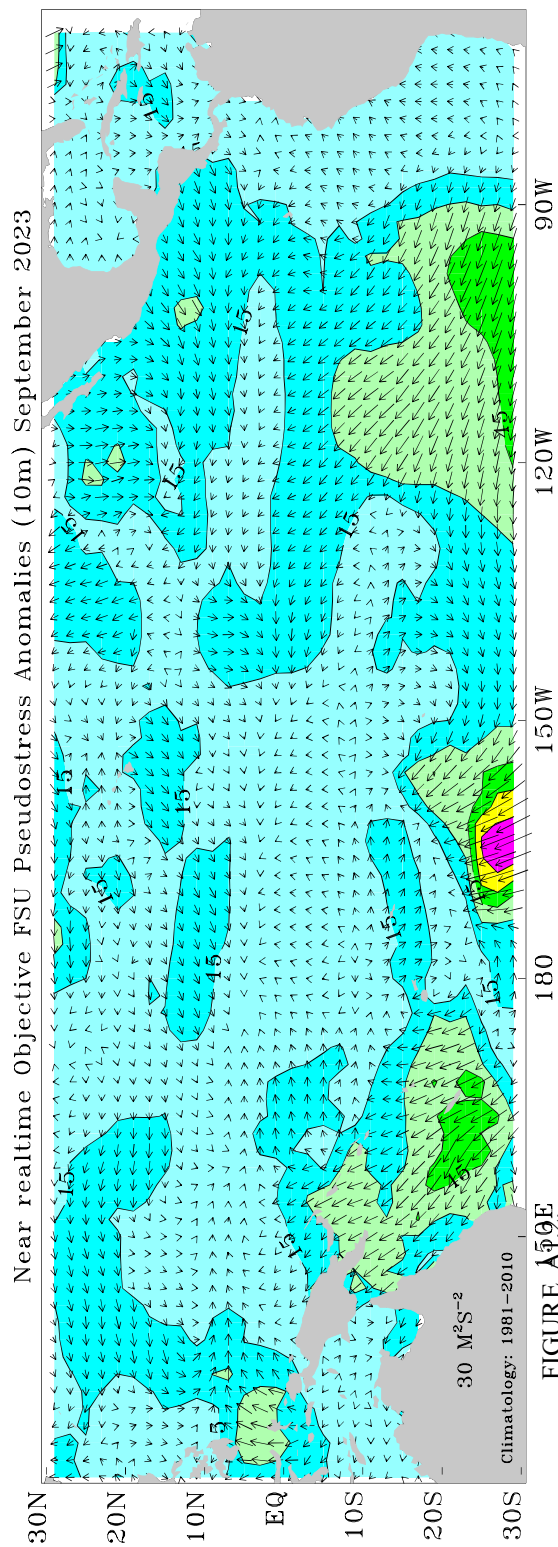 Near realtime Objective FSU Pseudostress Anomalies (10m) September 2023
30N
20N
10N
EQ
10S
20S
30S
15
15
15
15
15
45
15
15
15
15
15
15
15
45
15
15
15
5
30 M²S⁻²
Climatology: 1981−2010
150E
180
150W
120W
90W